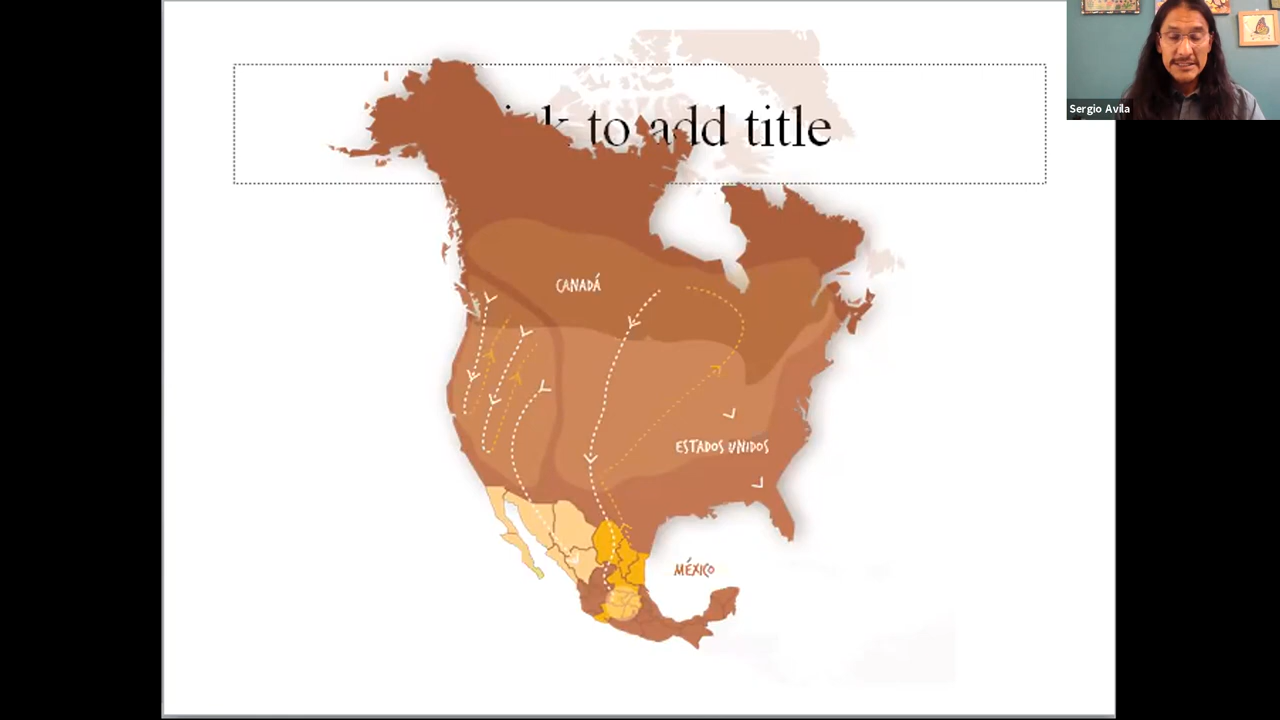 to add title
Sergio Avila
CANADÁ
ESTADOS UNIDOS
MÉXICO